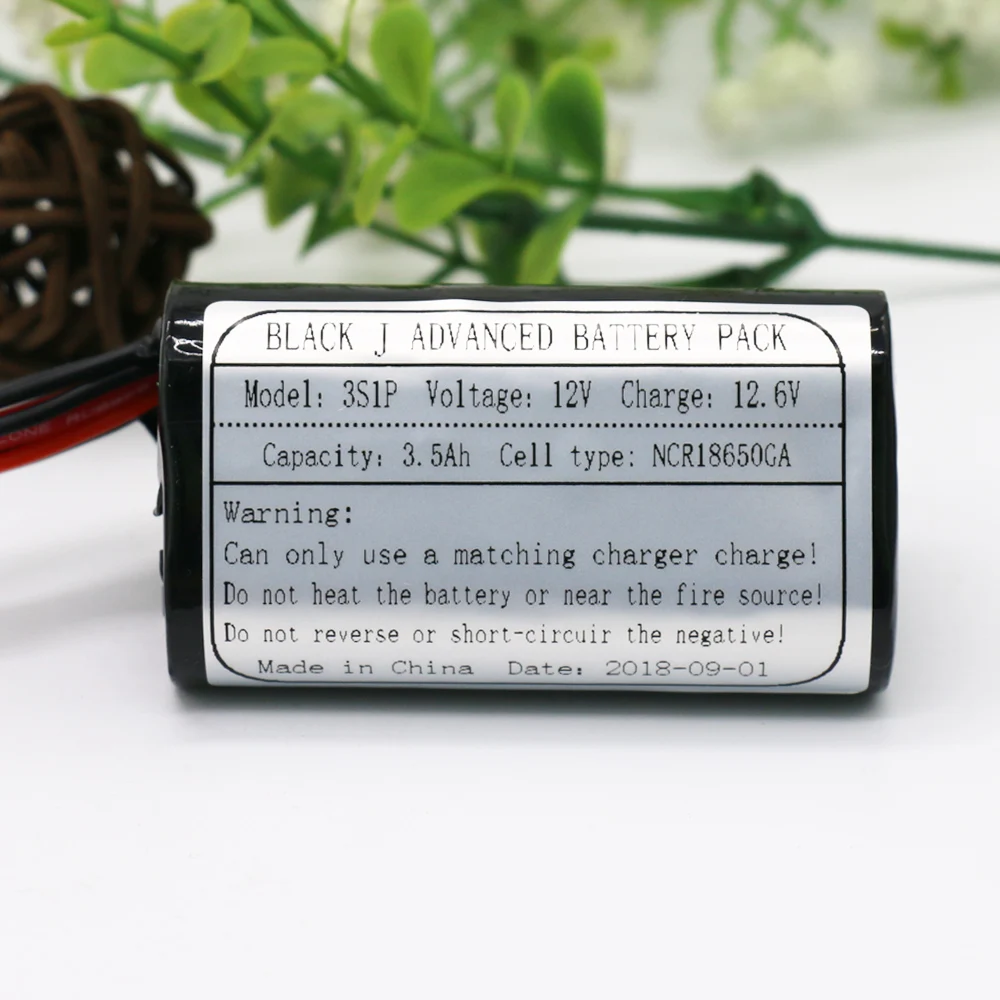 BLACK J ADVANCED BATTERY PACK
Model: 3S1P Voltage: 12V Charge: 12.6V
Capacity: 3.5Ah Cell type: NCR18650GA
Warning:
Can only use a matching charger charge!
Do not heat the battery or near the fire source!
Do not reverse or short-circuir the negative!
Made in China Date: 2018-09-01